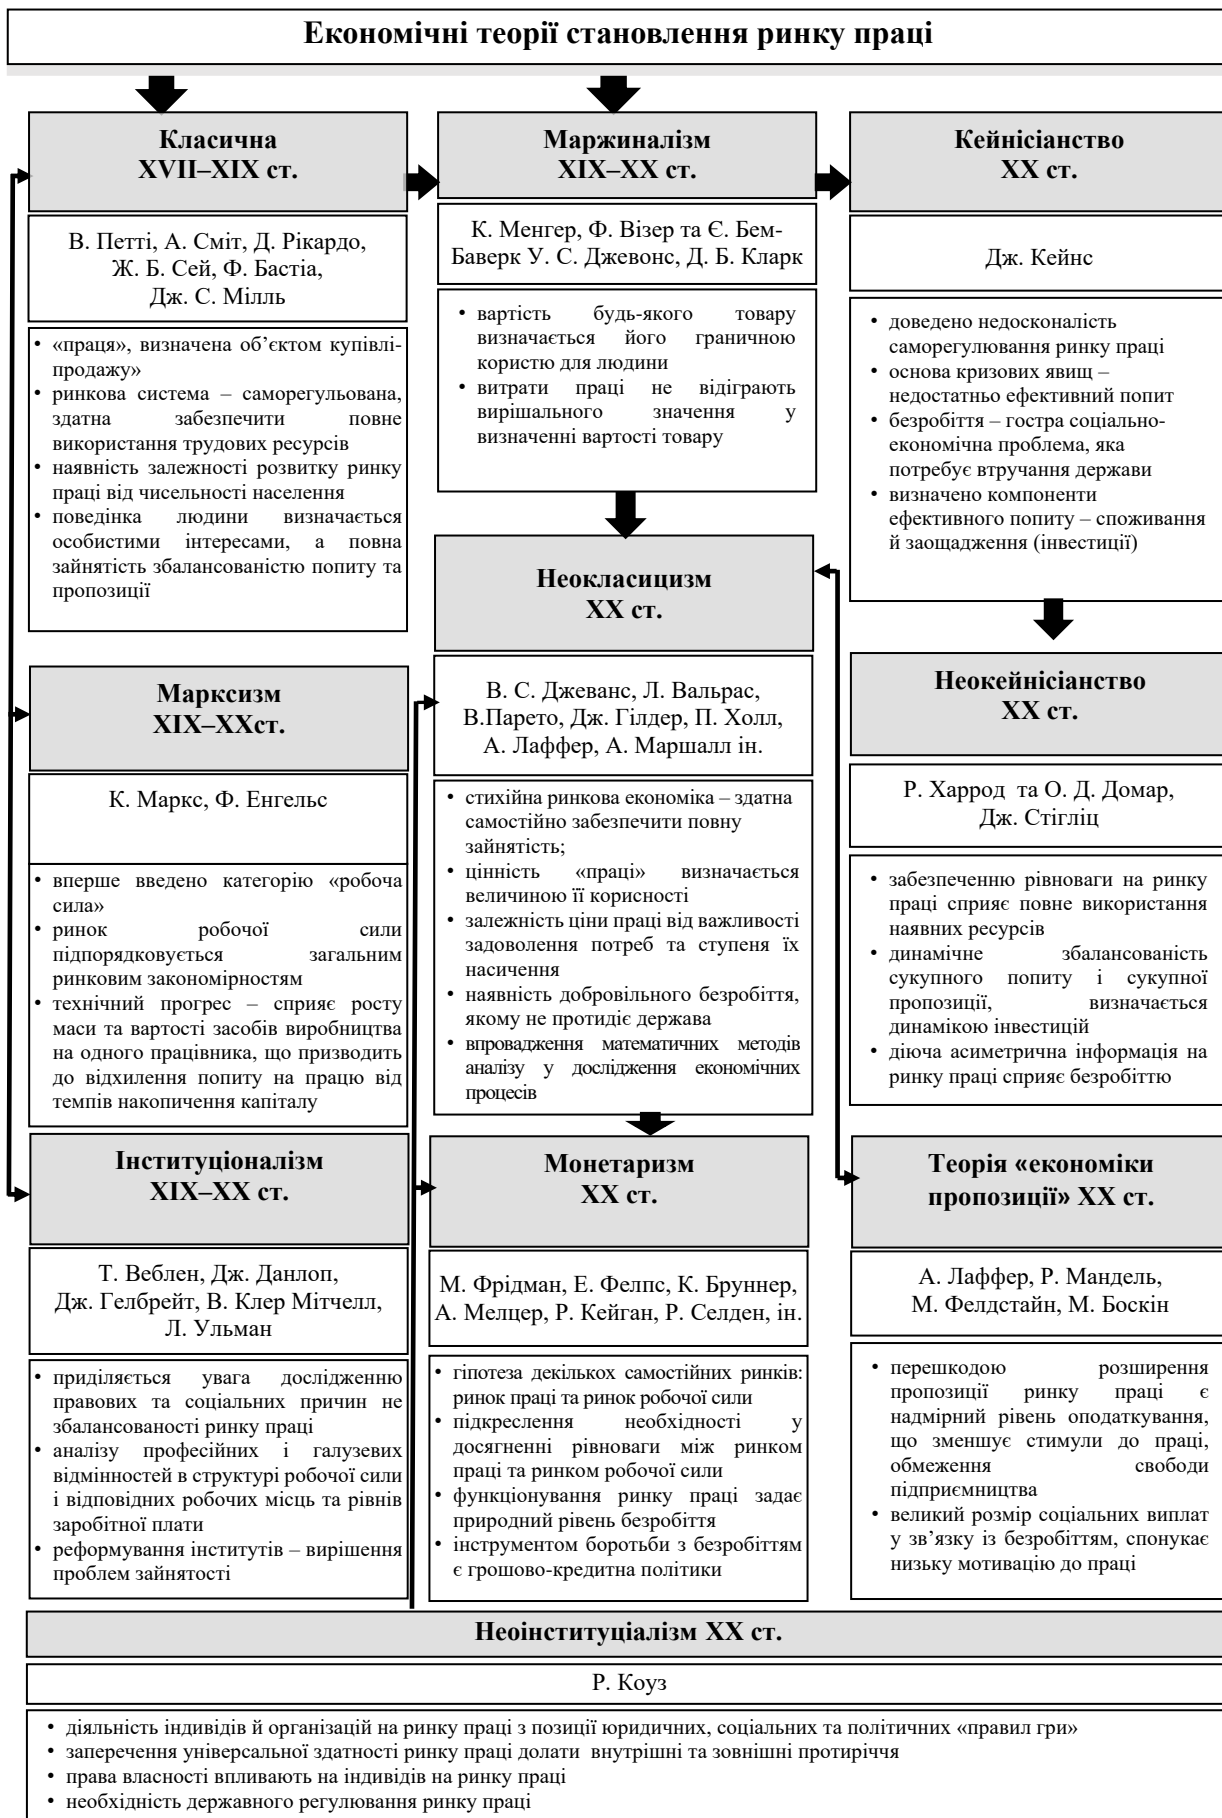 Економічні теорії становлення ринку праці
Класична
XVII–XIX ст.
В. Петті, А. Сміт, Д. Рікардо,
Ж. Б. Сей, Ф. Бастіа,
Дж. С. Мілль
• «праця», визначена об’єктом купівлі-
продажу»
• ринкова система – саморегульована,
здатна забезпечити повне
використання трудових ресурсів
• наявність залежності розвитку ринку
праці від чисельності населення
• поведінка людини визначається
особистими інтересами, а повна
зайнятість збалансованістю попиту та
пропозиції
Марксизм
XIX–XXст.
К. Маркс, Ф. Енгельс
• вперше введено категорію «робоча
сила»
• ринок робочої сили
підпорядковується загальним
ринковим закономірностям
• технічний прогрес – сприяє росту
маси та вартості засобів виробництва
на одного працівника, що призводить
до відхилення попиту на працю від
темпів накопичення капіталу
Інституціоналізм
XIX–XX ст.
Т. Веблен, Дж. Данлоп,
Дж. Гелбрейт, В. Клер Мітчелл,
Л. Ульман
• приділяється увага дослідженню
правових та соціальних причин не
збалансованості ринку праці
• аналізу професійних і галузевих
відмінностей в структурі робочої сили
і відповідних робочих місць та рівнів
заробітної плати
• реформування інститутів – вирішення
проблем зайнятості
Маржиналізм
XIX–XX ст.
К. Менгер, Ф. Візер та Є. Бем-
Баверк У. С. Джевонс, Д. Б. Кларк
• вартість будь-якого товару
визначається його граничною
користю для людини
• витрати праці не відіграють
вирішального значення у
визначенні вартості товару
Неокласицизм
XX ст.
В. С. Джеванс, Л. Вальрас,
В.Парето, Дж. Гілдер, П. Холл,
А. Лаффер, А. Маршалл ін.
• стихійна ринкова економіка – здатна
самостійно забезпечити повну
зайнятість;
• цінність «праці» визначається
величиною її корисності
• залежність ціни праці від важливості
задоволення потреб та ступеня їх
насичення
• наявність добровільного безробіття,
якому не протидіє держава
• впровадження математичних методів
аналізу у дослідження економічних
процесів
Монетаризм
XX ст.
М. Фрідман, Е. Фелпс, К. Бруннер,
А. Мелцер, Р. Кейган, Р. Селден, ін.
• гіпотеза декількох самостійних ринків:
ринок праці та ринок робочої сили
• підкреслення необхідності у
досягненні рівноваги між ринком
праці та ринком робочої сили
• функціонування ринку праці задає
природний рівень безробіття
• інструментом боротьби з безробіттям
є грошово-кредитна політики
Кейнісіанство
XX ст.
Дж. Кейнс
• доведено недосконалість
саморегулювання ринку праці
• основа кризових явищ –
недостатньо ефективний попит
• безробіття – гостра соціально-
економічна проблема, яка
потребує втручання держави
• визначено компоненти
ефективного попиту – споживання
й заощадження (інвестиції)
Неокейнісіанство
XX ст.
Р. Харрод та О. Д. Домар,
Дж. Стігліц
• забезпеченню рівноваги на ринку
праці сприяє повне використання
наявних ресурсів
• динамічне збалансованість
сукупного попиту і сукупної
пропозиції, визначається
динамікою інвестицій
• діюча асиметрична інформація на
ринку праці сприяє безробіттю
Теорія «економіки
пропозиції» XX ст.
А. Лаффер, Р. Мандель,
М. Фелдстайн, М. Боскін
• перешкодою розширення
пропозиції ринку праці є
надмірний рівень оподаткування,
що зменшує стимули до праці,
обмеження свободи
підприємництва
• великий розмір соціальних виплат
у зв’язку із безробіттям, спонукає
низьку мотивацію до праці
Неоінституціалізм XX ст.
Р. Коуз
• діяльність індивідів й організацій на ринку праці з позиції юридичних, соціальних та політичних «правил гри»
• заперечення універсальної здатності ринку праці долати внутрішні та зовнішні протиріччя
• права власності впливають на індивідів на ринку праці
• необхідність державного регулювання ринку праці